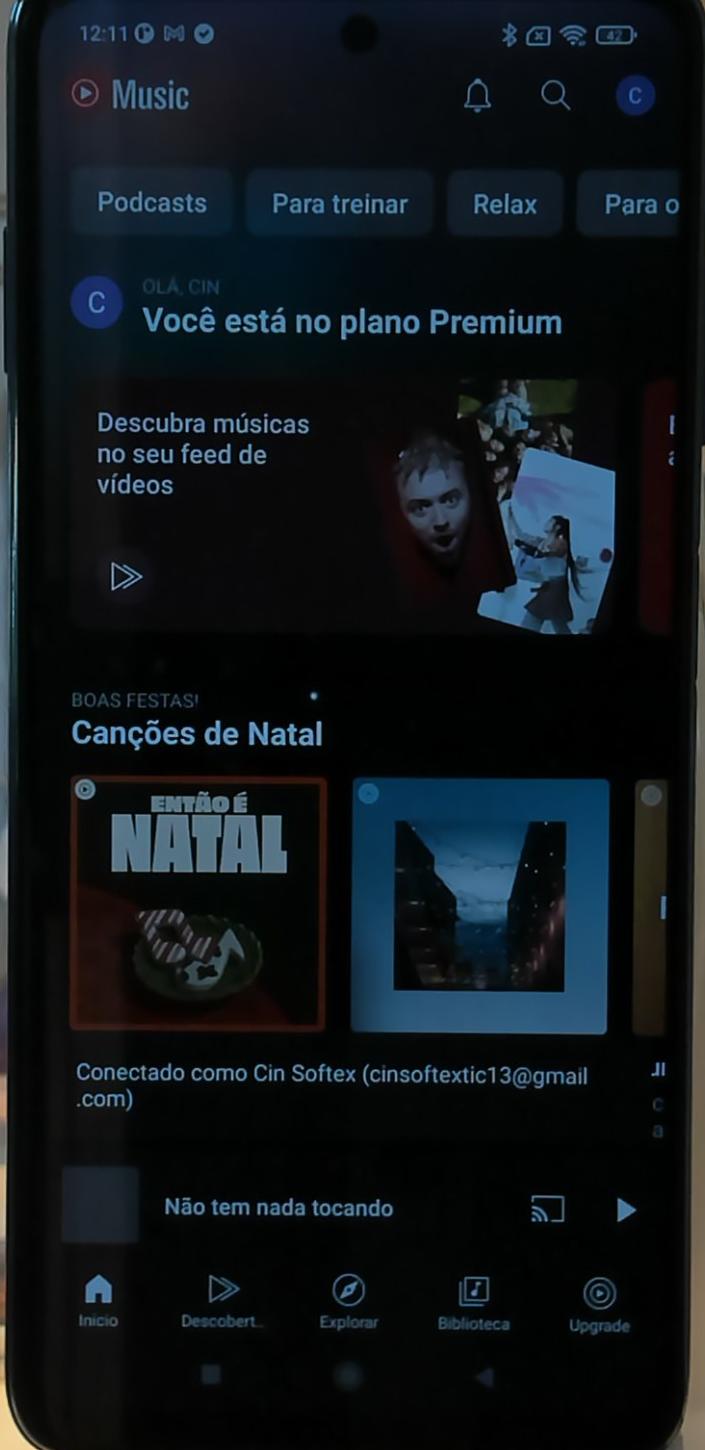 12:11
42
Music
C
Podcasts
Para treinar
Relax
Para o
C
OLÁ, CIN
Você está no plano Premium
Descubra músicas
no seu feed de
vídeos
BOAS FESTAS!
Canções de Natal
ENTÃO É
NATAL
Conectado como Cin Softex (cinsoftextic13@gmail
.com)
Não tem nada tocando
Início
Descobert...
Explorar
Biblioteca
Upgrade